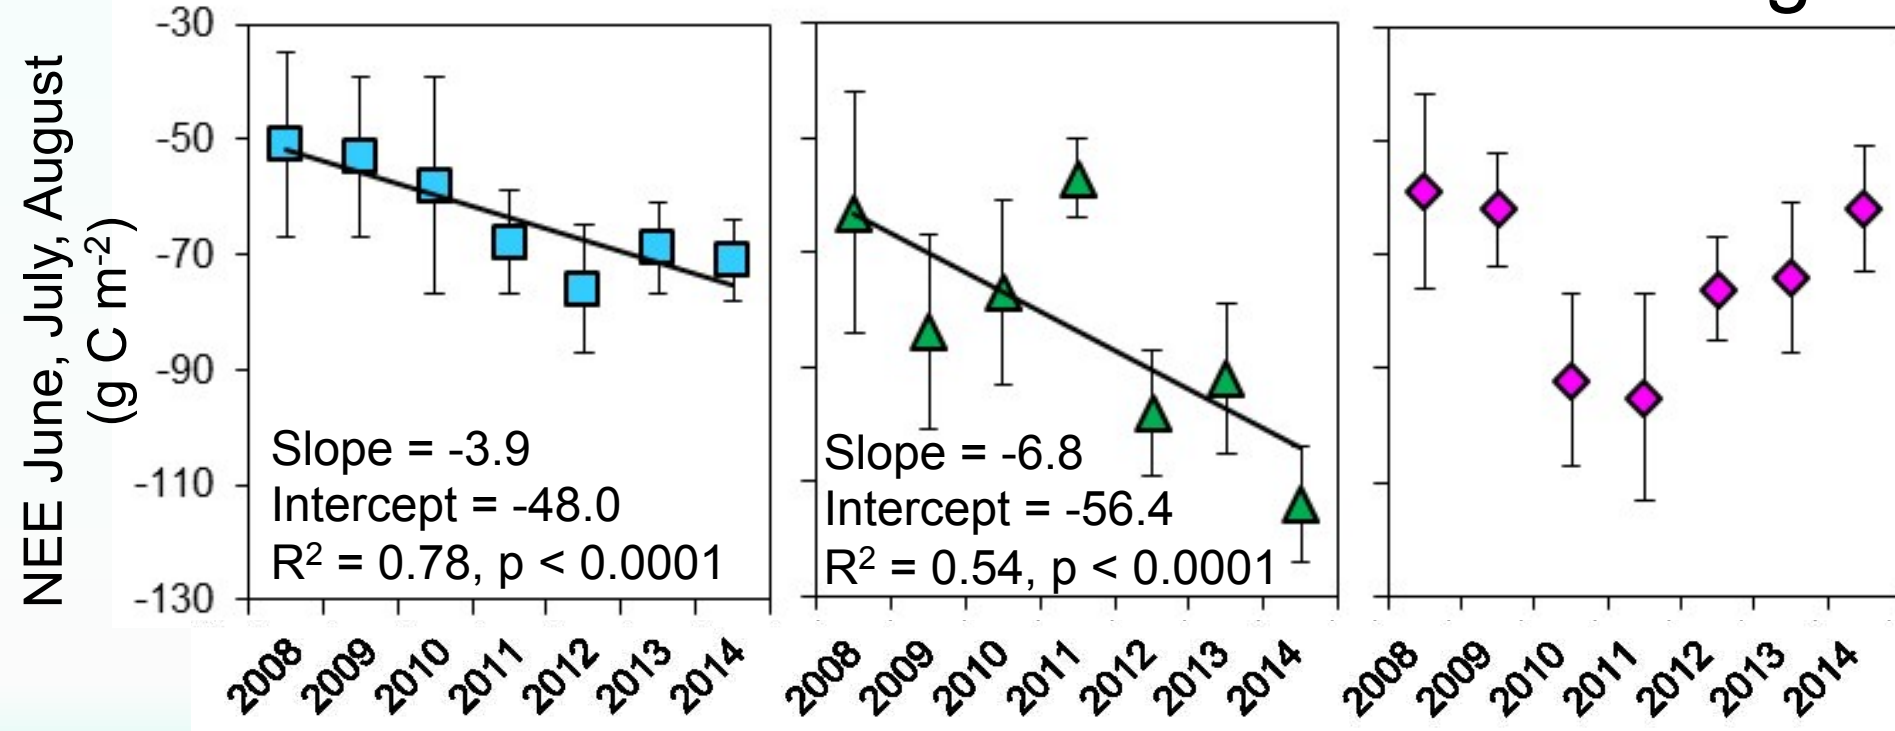 NEE June, July, August
(g C m-2)
-30
-50
-70
-90
-110
-130
Slope = -3.9
Intercept = -48.0
R2 = 0.78, p < 0.0001
2008 2009 2010 2011 2012 2013 2014
Slope = -6.8
Intercept = -56.4
R2 = 0.54, p < 0.0001
2008 2009 2010 2011 2012 2013 2014
2008 2009 2010 2011 2012 2013 2014